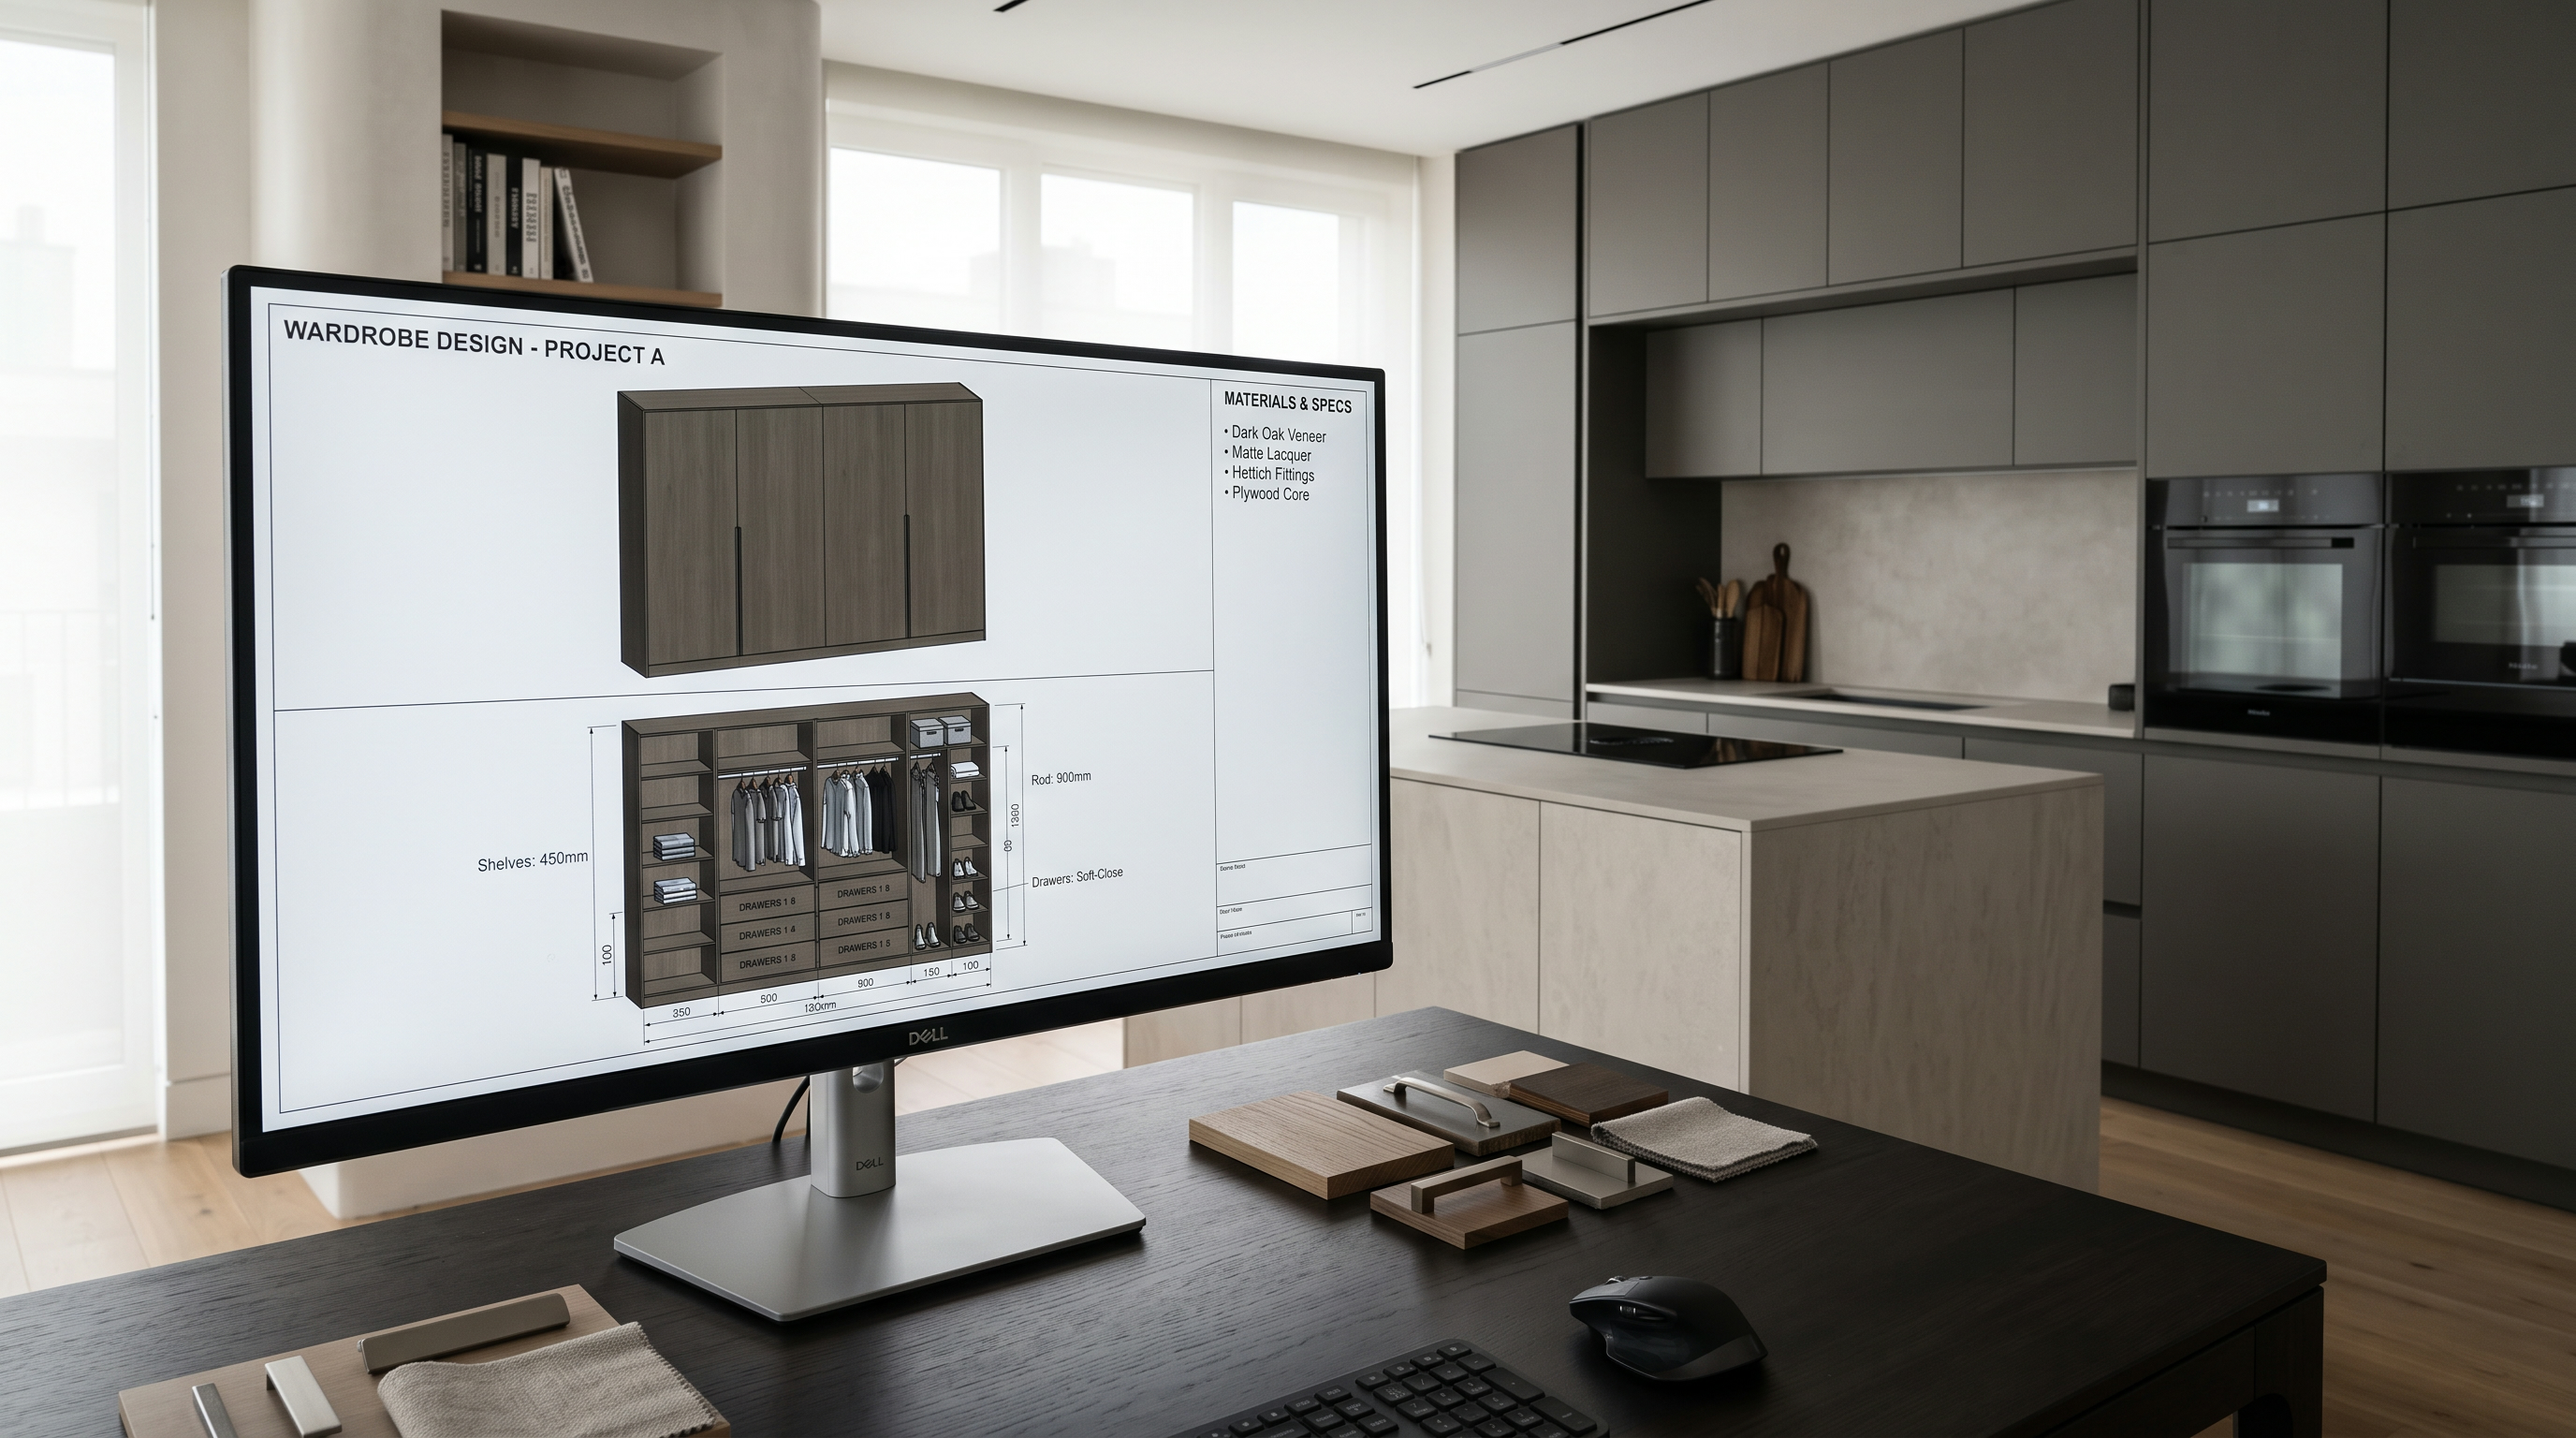 WARDROBE DESIGN - PROJECT A
MATERIALS & SPECS
• Dark Oak Veneer
• Matte Lacquer
• Hettich Fittings
• Plywood Core
Rod: 900mm
Shelves: 450mm
Drawers: Soft-Close
DRAWERS 1 6
DRAWERS 1 4
DRAWERS 1 8
DRAWERS 1 8
DRAWERS 1 8
DRAWERS 1 5
100
350
500
900
150
100
DELL
DELL